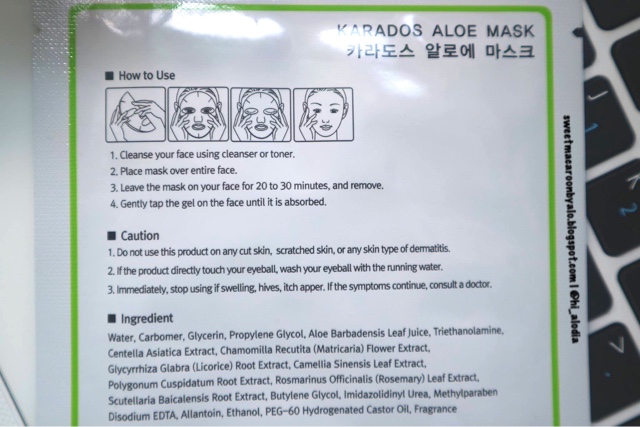 KARADOS ALOE MASK
카라도스 알로에 마스크
■ How to Use
1. Cleanse your face using cleanser or toner.
2. Place mask over entire face.
3. Leave the mask on your face for 20 to 30 minutes, and remove.
4. Gently tap the gel on the face until it is absorbed.
■ Caution
1. Do not use this product on any cut skin, scratched skin, or any skin type of dermatitis.
2. If the product directly touch your eyeball, wash your eyeball with the running water.
3. Immediately, stop using if swelling, hives, itch apper. If the symptoms continue, consult a doctor.
■ Ingredient
Water, Carbomer, Glycerin, Propylene Glycol, Aloe Barbadensis Leaf Juice, Triethanolamine,
Centella Asiatica Extract, Chamomilla Recutita (Matricaria) Flower Extract,
Glycyrrhiza Glabra (Licorice) Root Extract, Camellia Sinensis Leaf Extract,
Polygonum Cuspidatum Root Extract, Rosmarinus Officinalis (Rosemary) Leaf Extract,
Scutellaria Baicalensis Root Extract, Butylene Glycol, Imidazolidinyl Urea, Methylparaben
Disodium EDTA, Allantoin, Ethanol, PEG-60 Hydrogenated Castor Oil, Fragrance
sweetmacaroonbyalo.blogspot.com | @hi_alodia
J
1
K
2